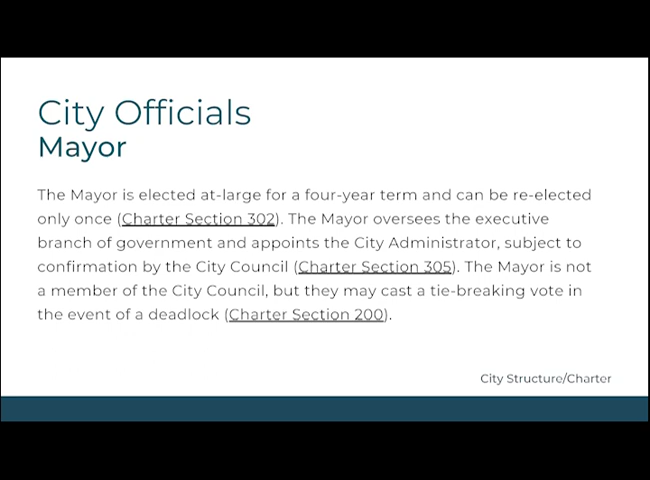 City Officials
Mayor
The Mayor is elected at-large for a four-year term and can be re-elected
only once (Charter Section 302). The Mayor oversees the executive
branch of government and appoints the City Administrator, subject to
confirmation by the City Council (Charter Section 305). The Mayor is not
a member of the City Council, but they may cast a tie-breaking vote in
the event of a deadlock (Charter Section 200).
City Structure/Charter